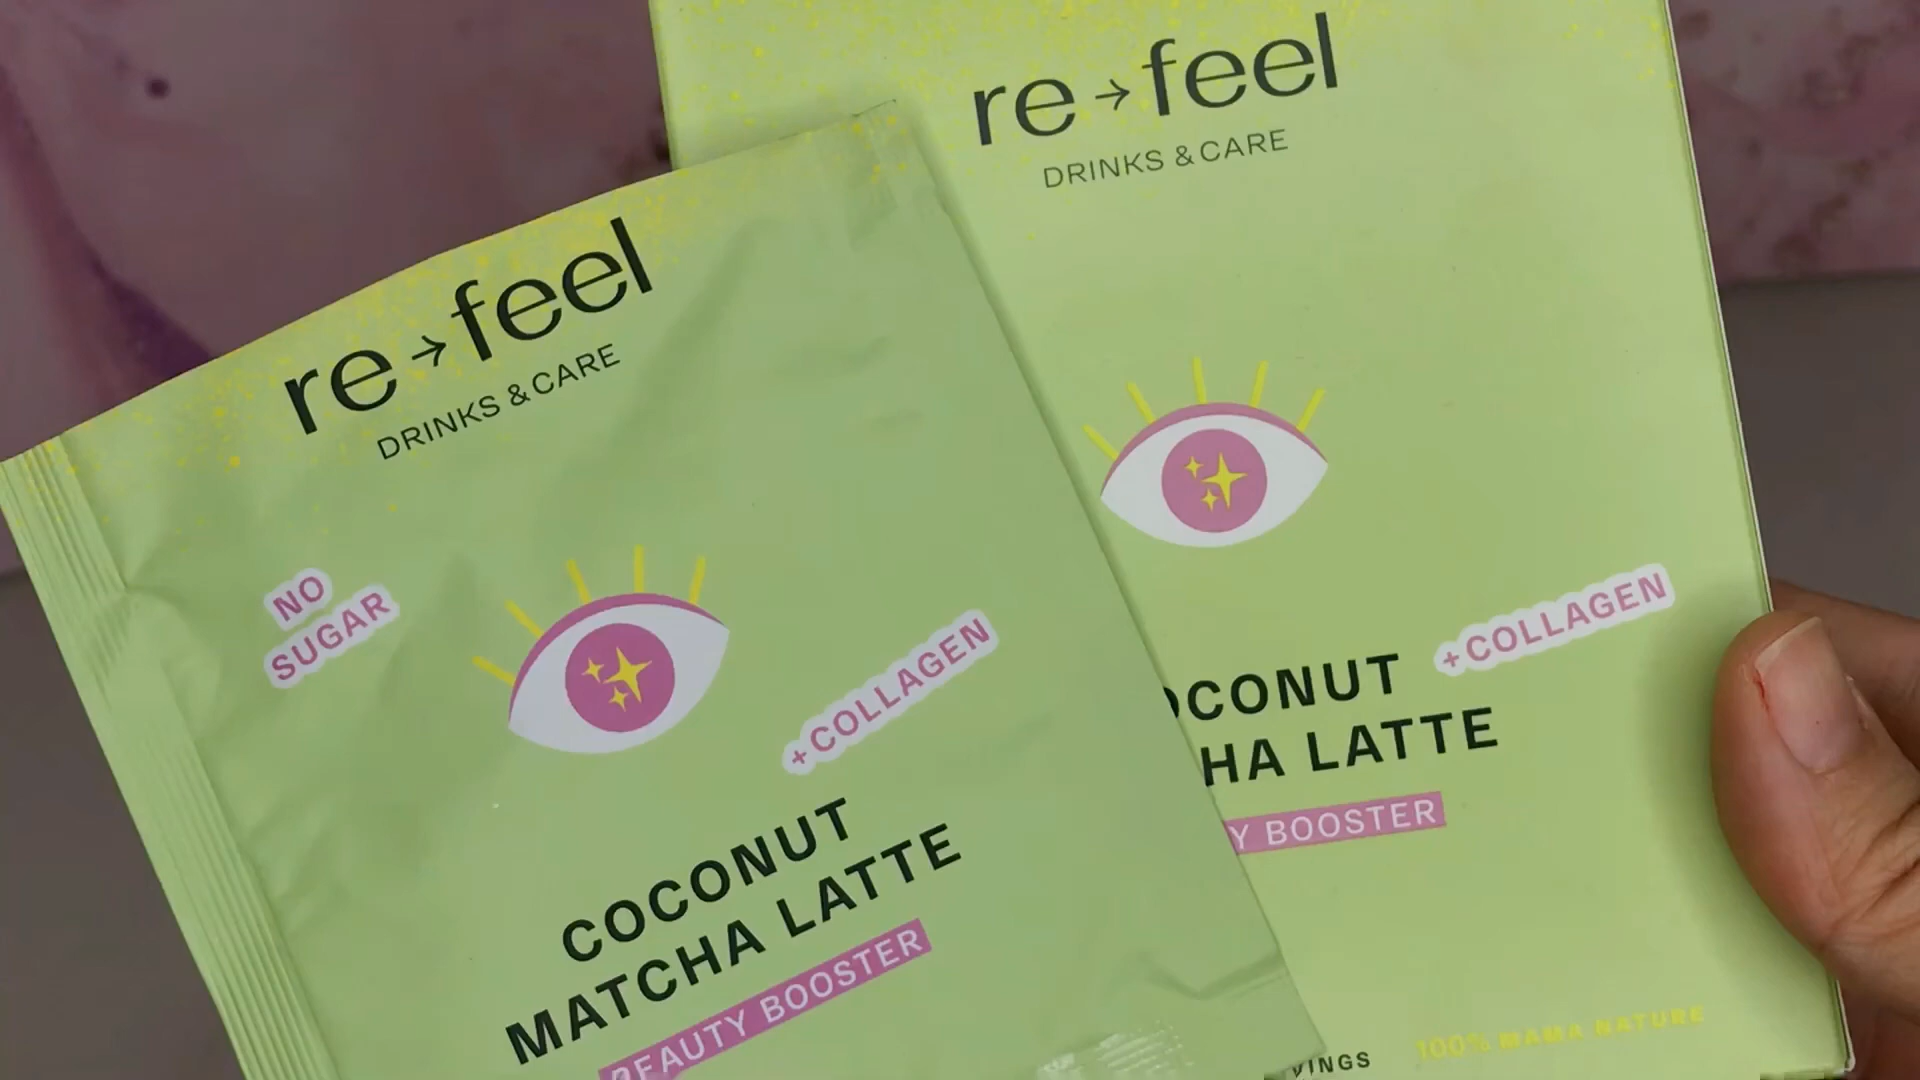 re→feel
DRINKS & CARE
NO
SUGAR
+COLLAGEN
COCONUT
MATCHA LATTE
BEAUTY BOOSTER
re→feel
DRINKS & CARE
+COLLAGEN
OCONUT
HA LATTE
Y BOOSTER
VINGS
100% MAMA NATURE